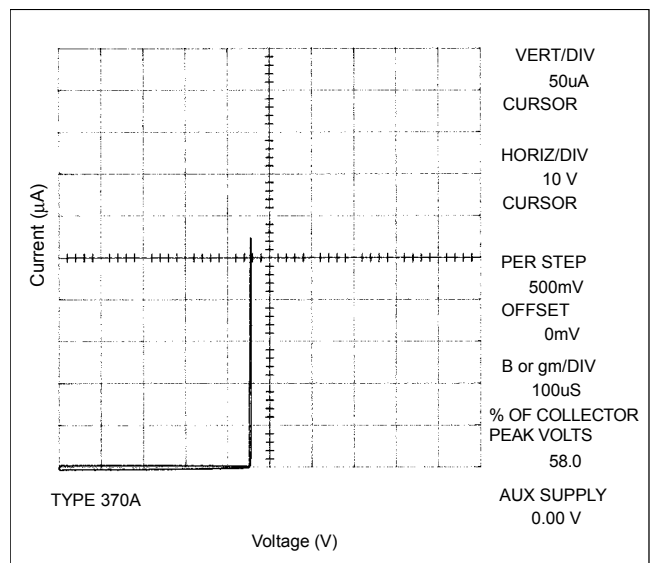 VERT/DIV
50uA
CURSOR
HORIZ/DIV
10 V
CURSOR
Current (μA)
PER STEP
500mV
OFFSET
0mV
B or gm/DIV
100uS
% OF COLLECTOR
PEAK VOLTS
58.0
TYPE 370A
AUX SUPPLY
0.00 V
Voltage (V)